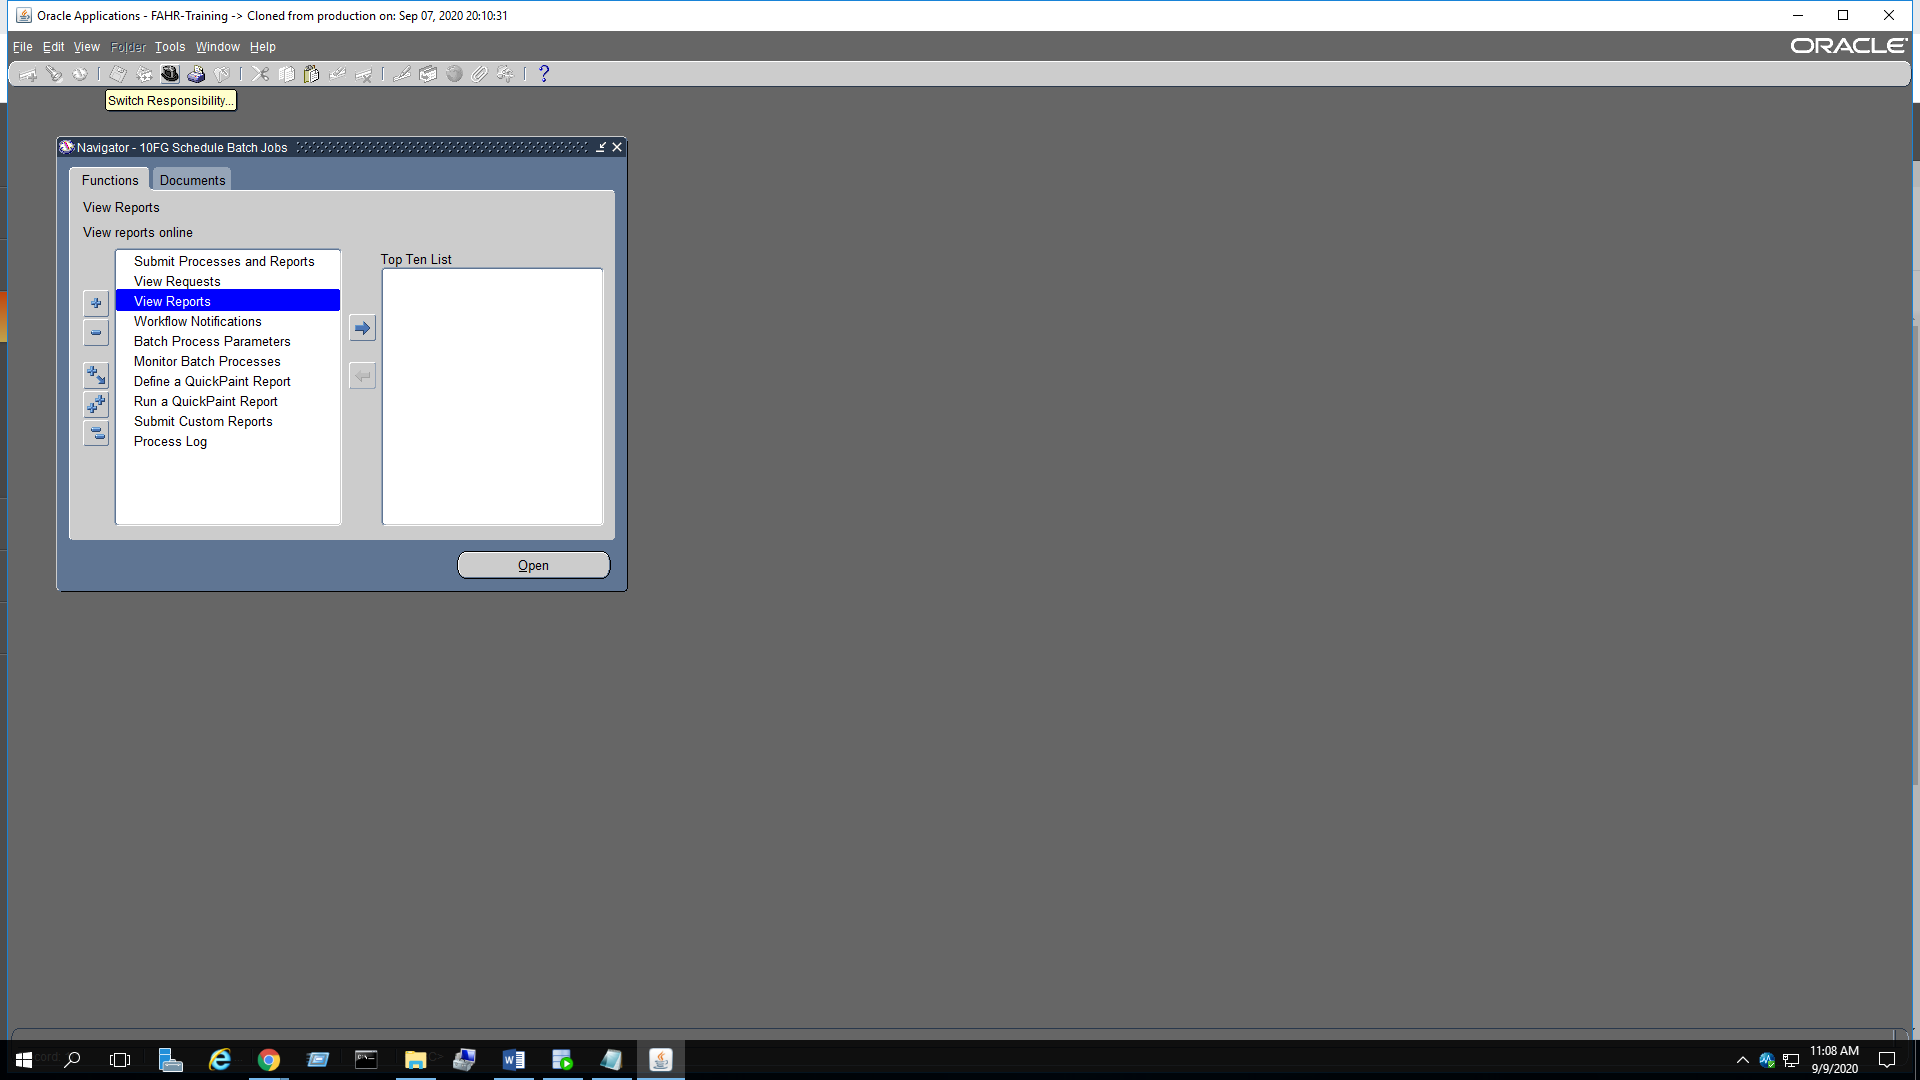 Oracle Applications - FAHR-Training -> Cloned from production on: Sep 07, 2020 20:10:31
File Edit View Folder Tools Window Help
ORACLE
?
Switch Responsibility...
Navigator - 10FG Schedule Batch Jobs
Functions Documents
View Reports
View reports online
Top Ten List
Submit Processes and Reports
View Requests
View Reports
Workflow Notifications
Batch Process Parameters
Monitor Batch Processes
Define a QuickPaint Report
Run a QuickPaint Report
Submit Custom Reports
Process Log
Open
11:08 AM
9/9/2020